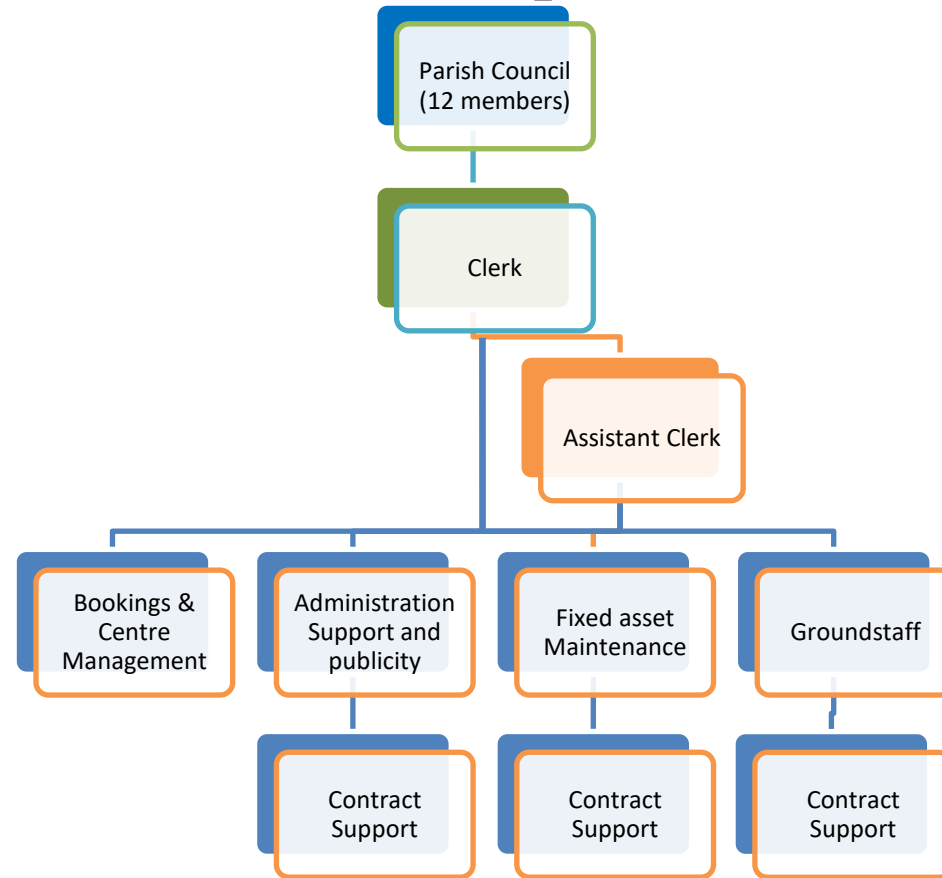 Parish Council
(12 members)
Clerk
Assistant Clerk
Bookings &
Centre
Management
Administration
Support and
publicity
Fixed asset
Maintenance
Groundstaff
Contract
Support
Contract
Support
Contract
Support